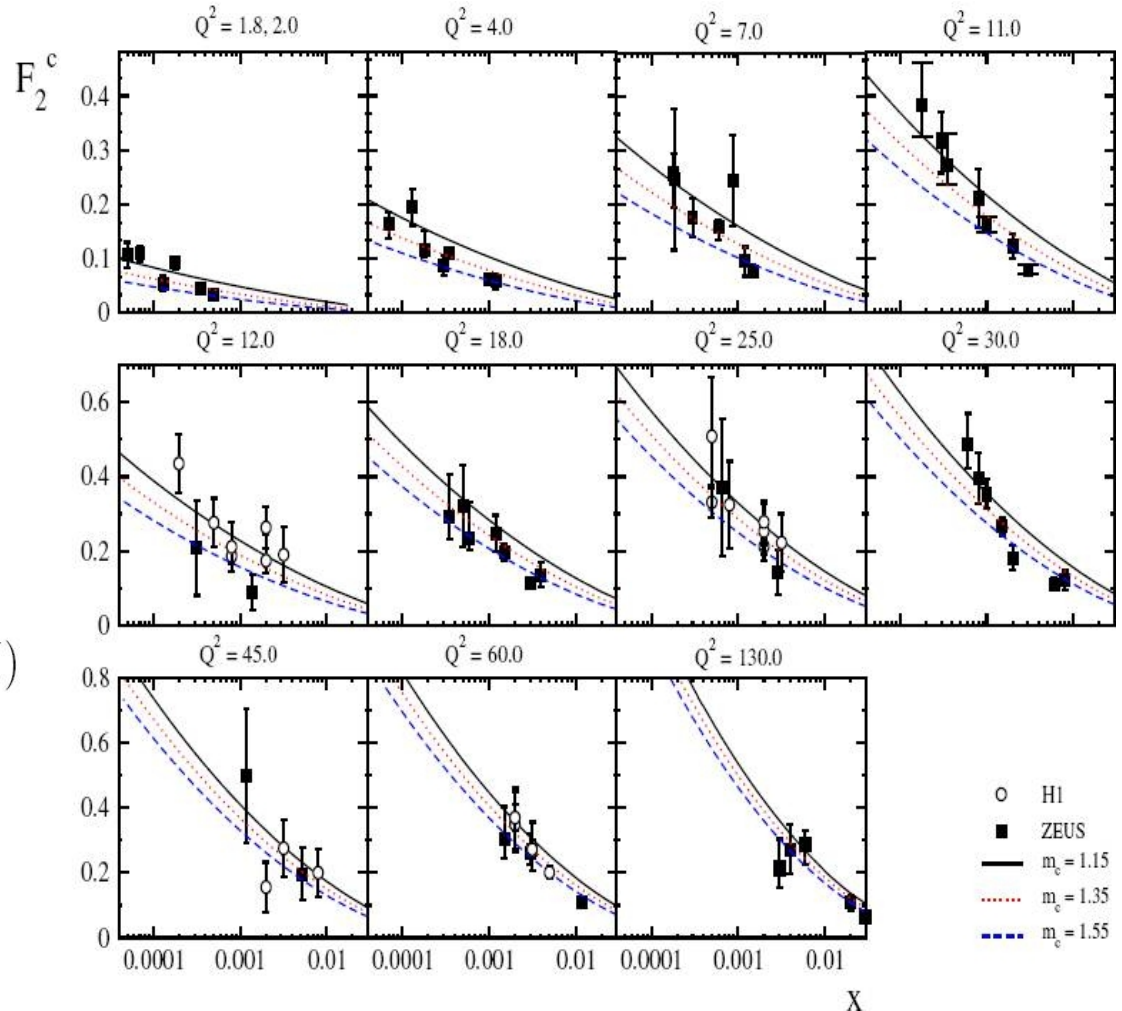 Q² = 1.8, 2.0 Q² = 4.0 Q² = 7.0 Q² = 11.0
F₂ᶜ
0.4
0.3
0.2
0.1
0
Q² = 12.0 Q² = 18.0 Q² = 25.0 Q² = 30.0
0.6
0.4
0.2
0
)
Q² = 45.0 Q² = 60.0 Q² = 130.0
0.8
0.6
0.4
0.2
0
H1
ZEUS
m_c = 1.15
m_c = 1.35
m_c = 1.55
0.0001 0.001 0.01 0.0001 0.001 0.01 0.0001 0.001 0.01
X